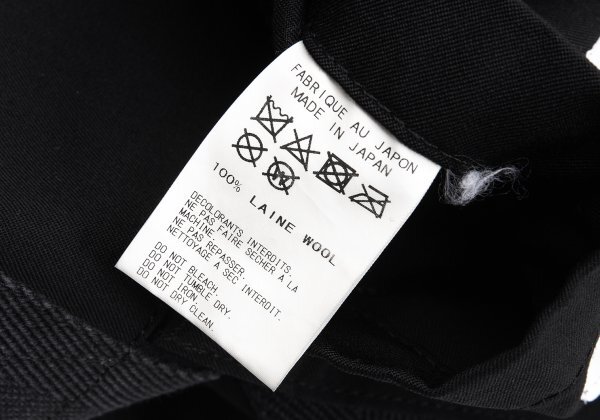 FABRIQUE AU JAPON
MADE IN JAPAN
100% LAINE WOOL
DECOLORANTS INTERDITS.
NE PAS FAIRE SECHER A LA
MACHINE.
NE PAS REPASSER.
NETTOYAGE A SEC INTERDIT.
DO NOT BLEACH.
DO NOT TUMBLE DRY.
DO NOT IRON.
DO NOT DRY CLEAN.